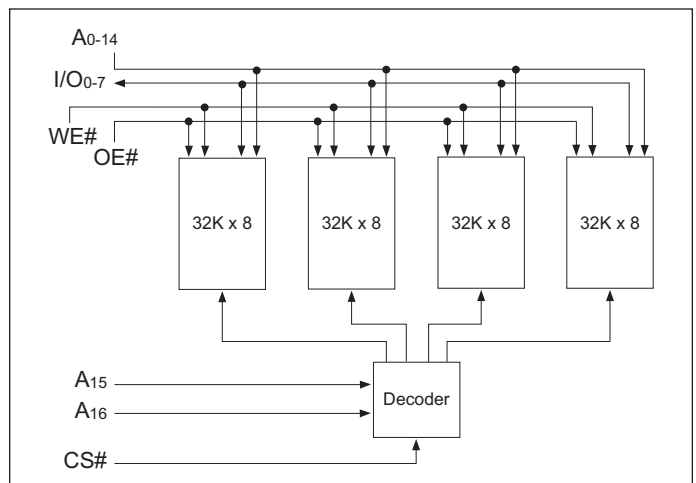 A0-14
I/O0-7
WE#
OE#
32K x 8
32K x 8
32K x 8
32K x 8
A15
A16
Decoder
CS#